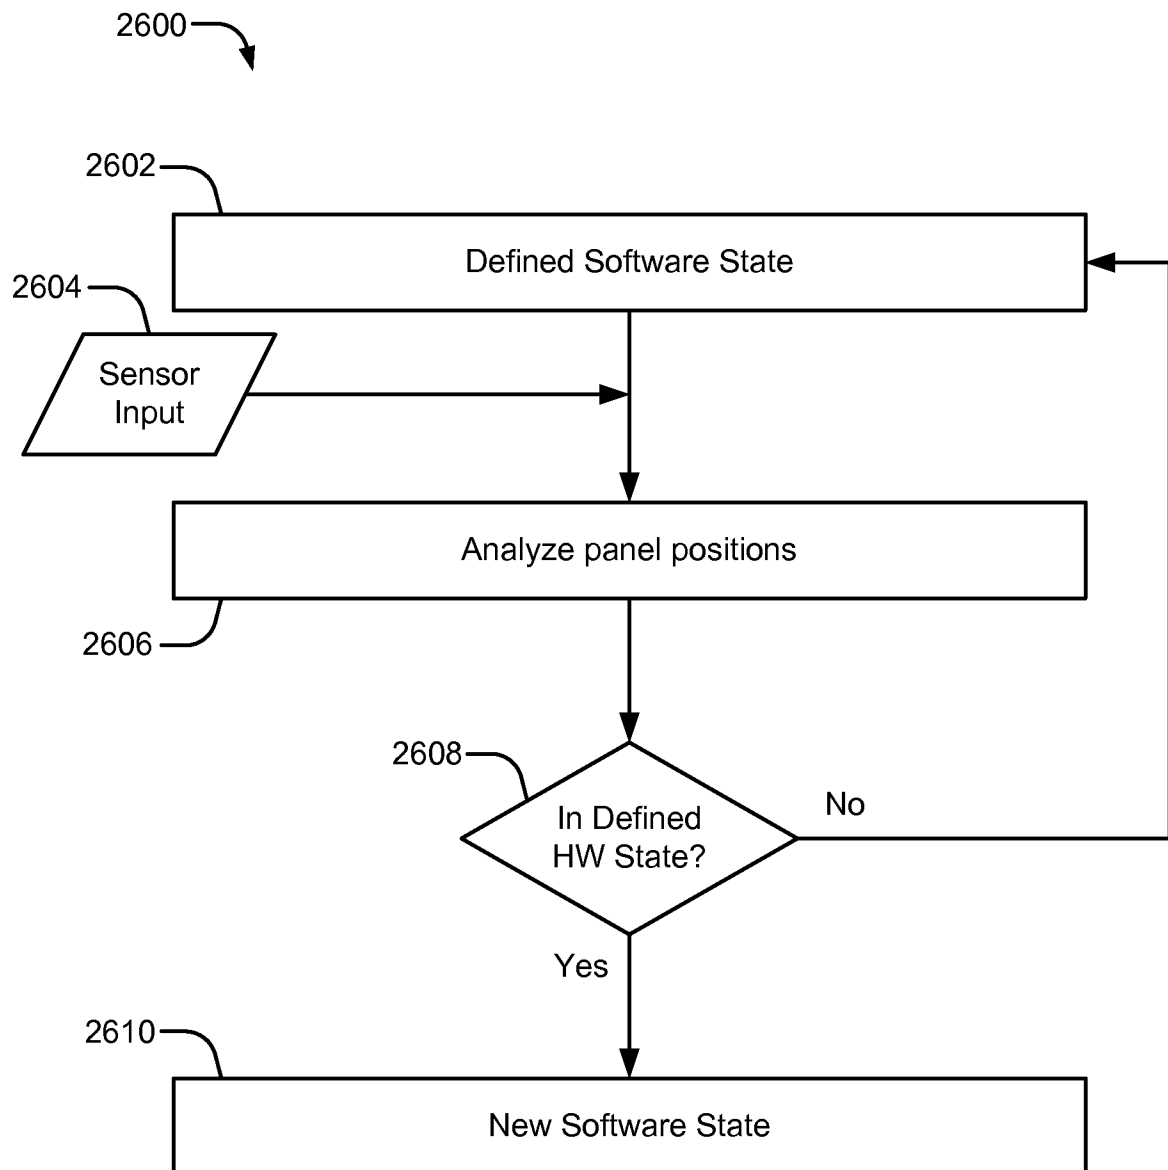 2600
2602
Defined Software State
2604
Sensor
Input
Analyze panel positions
2606
2608
In Defined
HW State?
No
Yes
2610
New Software State